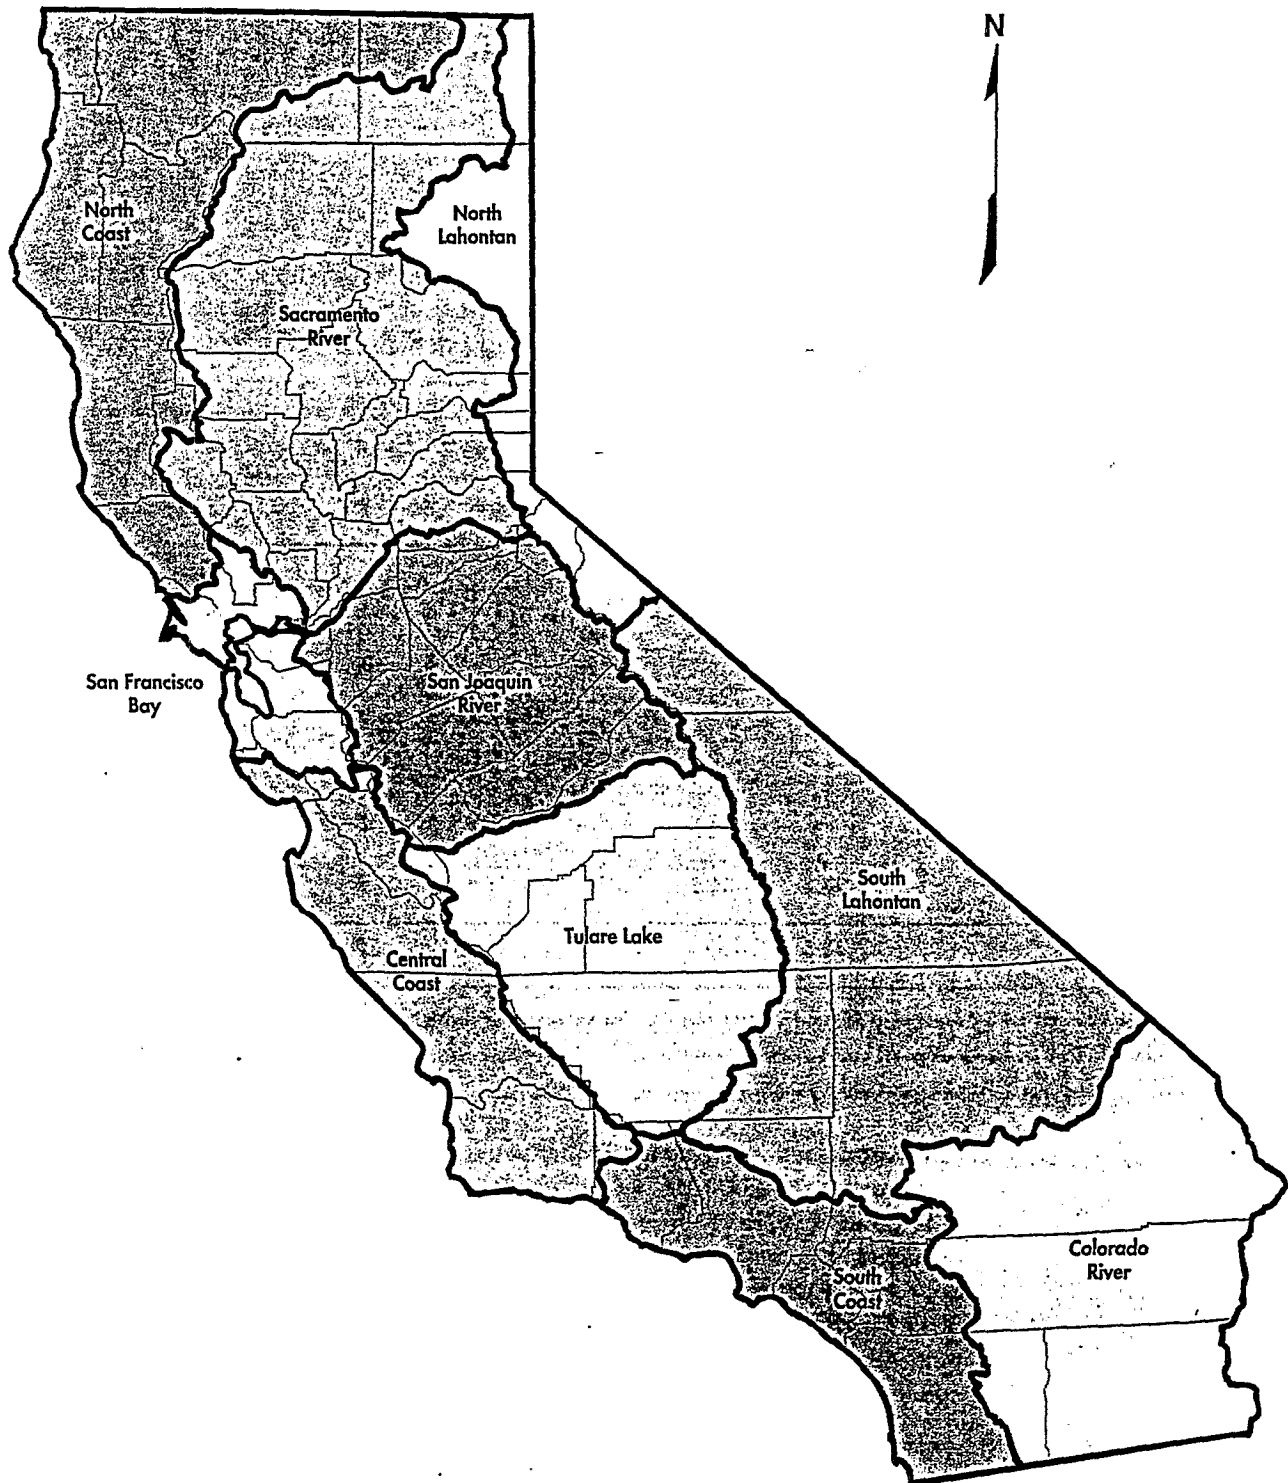 N
North
Coast
North
Lahontan
Sacramento
River
San Francisco
Bay
San Joaquin
River
South
Lahontan
Tulare Lake
Central
Coast
Colorado
River
South
Coast